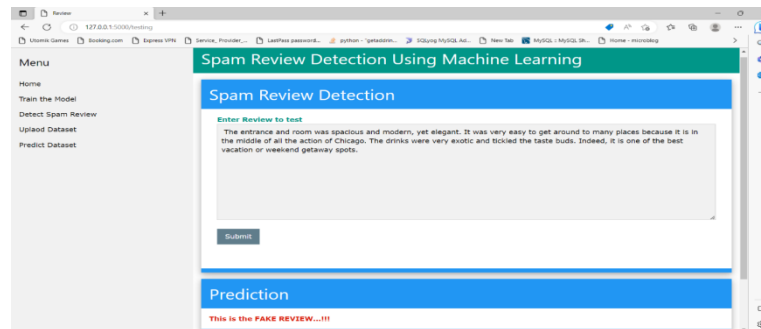 Review
127.0.0.1:5000/testing
Utomik Games Booking.com Express VPN Service_Provider_... LastPass password... python - "getaddrin... SQLyog MySQL Ad... New Tab MySQL :: MySQL Sh... Home - microblog
Menu
Home
Train the Model
Detect Spam Review
Uplaod Dataset
Predict Dataset
Spam Review Detection Using Machine Learning
Spam Review Detection
Enter Review to test
The entrance and room was spacious and modern, yet elegant. It was very easy to get around to many places because it is in
the middle of all the action of Chicago. The drinks were very exotic and tickled the taste buds. Indeed, it is one of the best
vacation or weekend getaway spots.
Submit
Prediction
This is the FAKE REVIEW...!!!